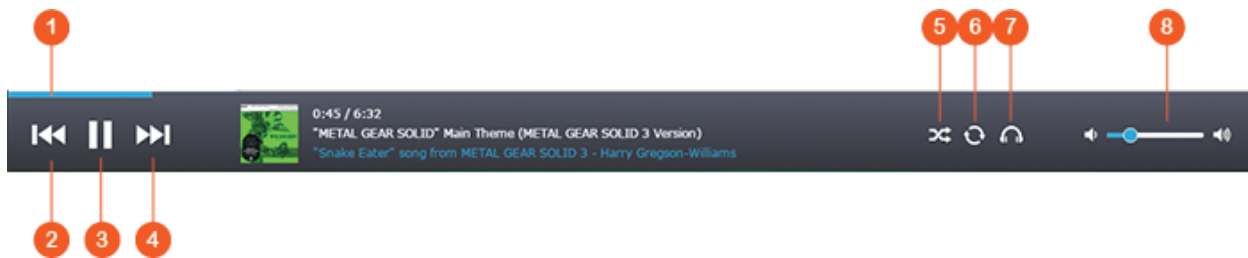 1
5
6
7
8
0:45 / 6:32
"METAL GEAR SOLID" Main Theme (METAL GEAR SOLID 3 Version)
"Snake Eater" song from METAL GEAR SOLID 3 - Harry Gregson-Williams
2
3
4